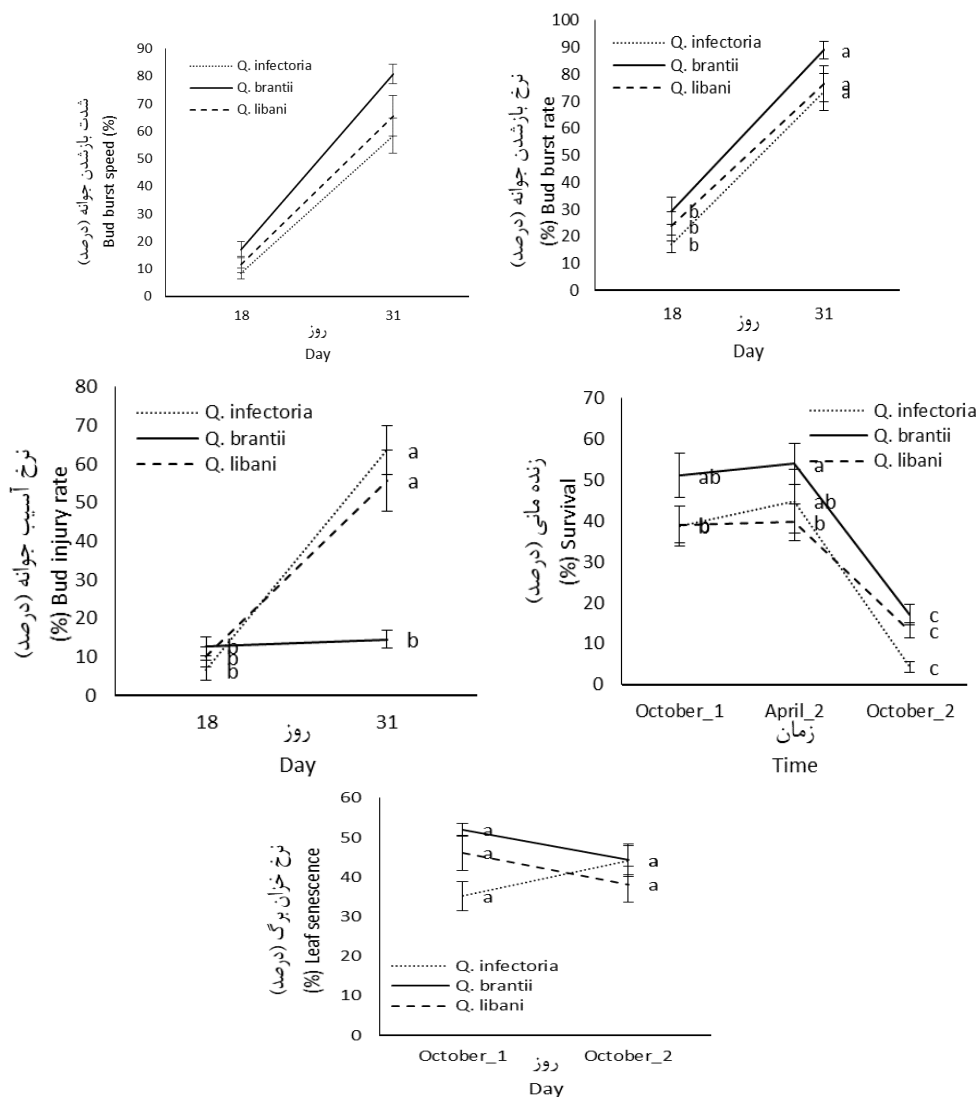 شدت بازشدن جوانه (درصد)
Bud burst speed (%)
90
80
70
60
50
40
30
20
10
0
Q. infectoria
Q. brantii
Q. libani
18
31
روز
Day
نرخ بازشدن جوانه (درصد)
(%) Bud burst rate
100
90
80
70
60
50
40
30
20
10
0
Q. infectoria
Q. brantii
Q. libani
a
a
a
b
b
b
18
31
روز
Day
نرخ آسیب جوانه (درصد)
(%) Bud injury rate
80
70
60
50
40
30
20
10
0
Q. infectoria
Q. brantii
Q. libani
a
a
b
b
b
b
18
31
روز
Day
زنده مانی (درصد)
(%) Survival
70
60
50
40
30
20
10
0
Q. infectoria
Q. brantii
Q. libani
ab
a
ab
b
b
c
c
c
October_1
April_2
October_2
زمان
Time
نرخ خزان برگ (درصد)
(%) Leaf senescence
60
50
40
30
20
10
0
a
a
a
a
a
Q. infectoria
Q. brantii
Q. libani
October_1
October_2
روز
Day